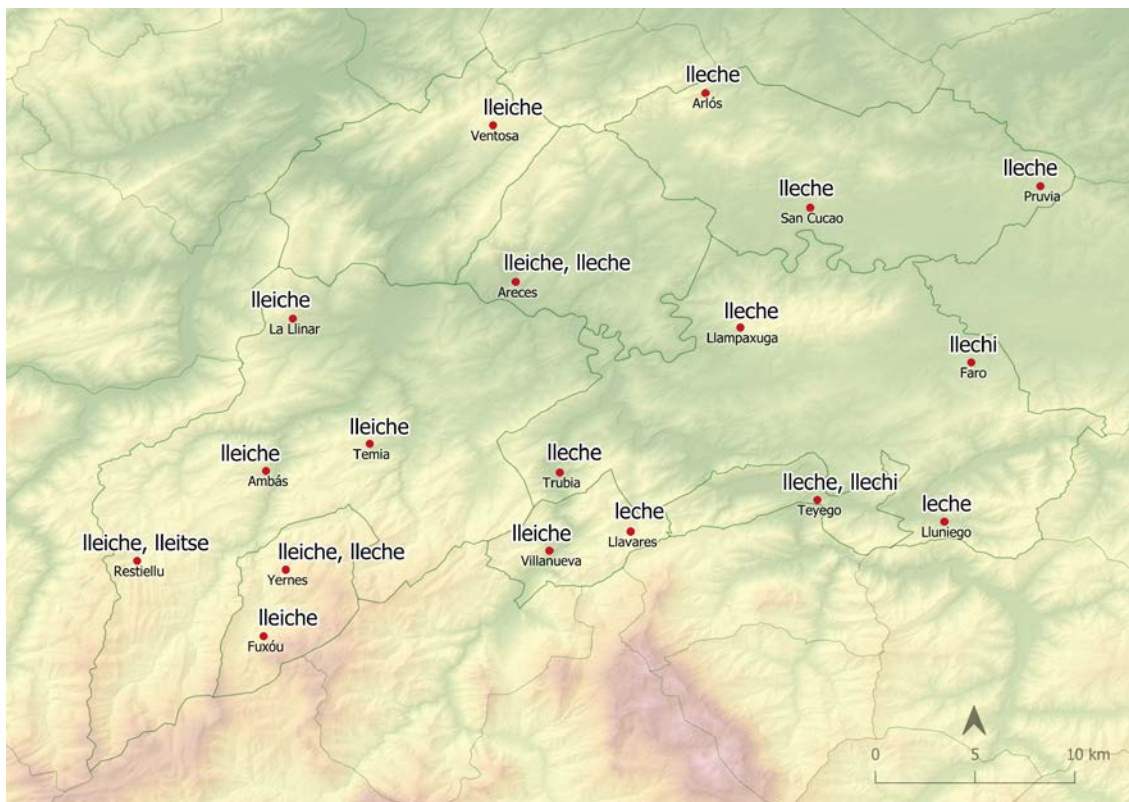 lleche
Arlós
lleiche
Ventosa
lleche
Pruvia
lleche
San Cucao
lleiche, lleche
Areces
lleiche
La Llinar
lleche
Llampaxuga
llechi
Faro
lleiche
Temia
lleiche
Ambás
lleche
Trubia
lleche, llechi
Teyego
leche
Lluniego
leche
Llavares
lleiche
Villanueva
lleiche, lleitse
Restiellu
lleiche, lleche
Yernes
lleiche
Fuxóu
0 5 10 km